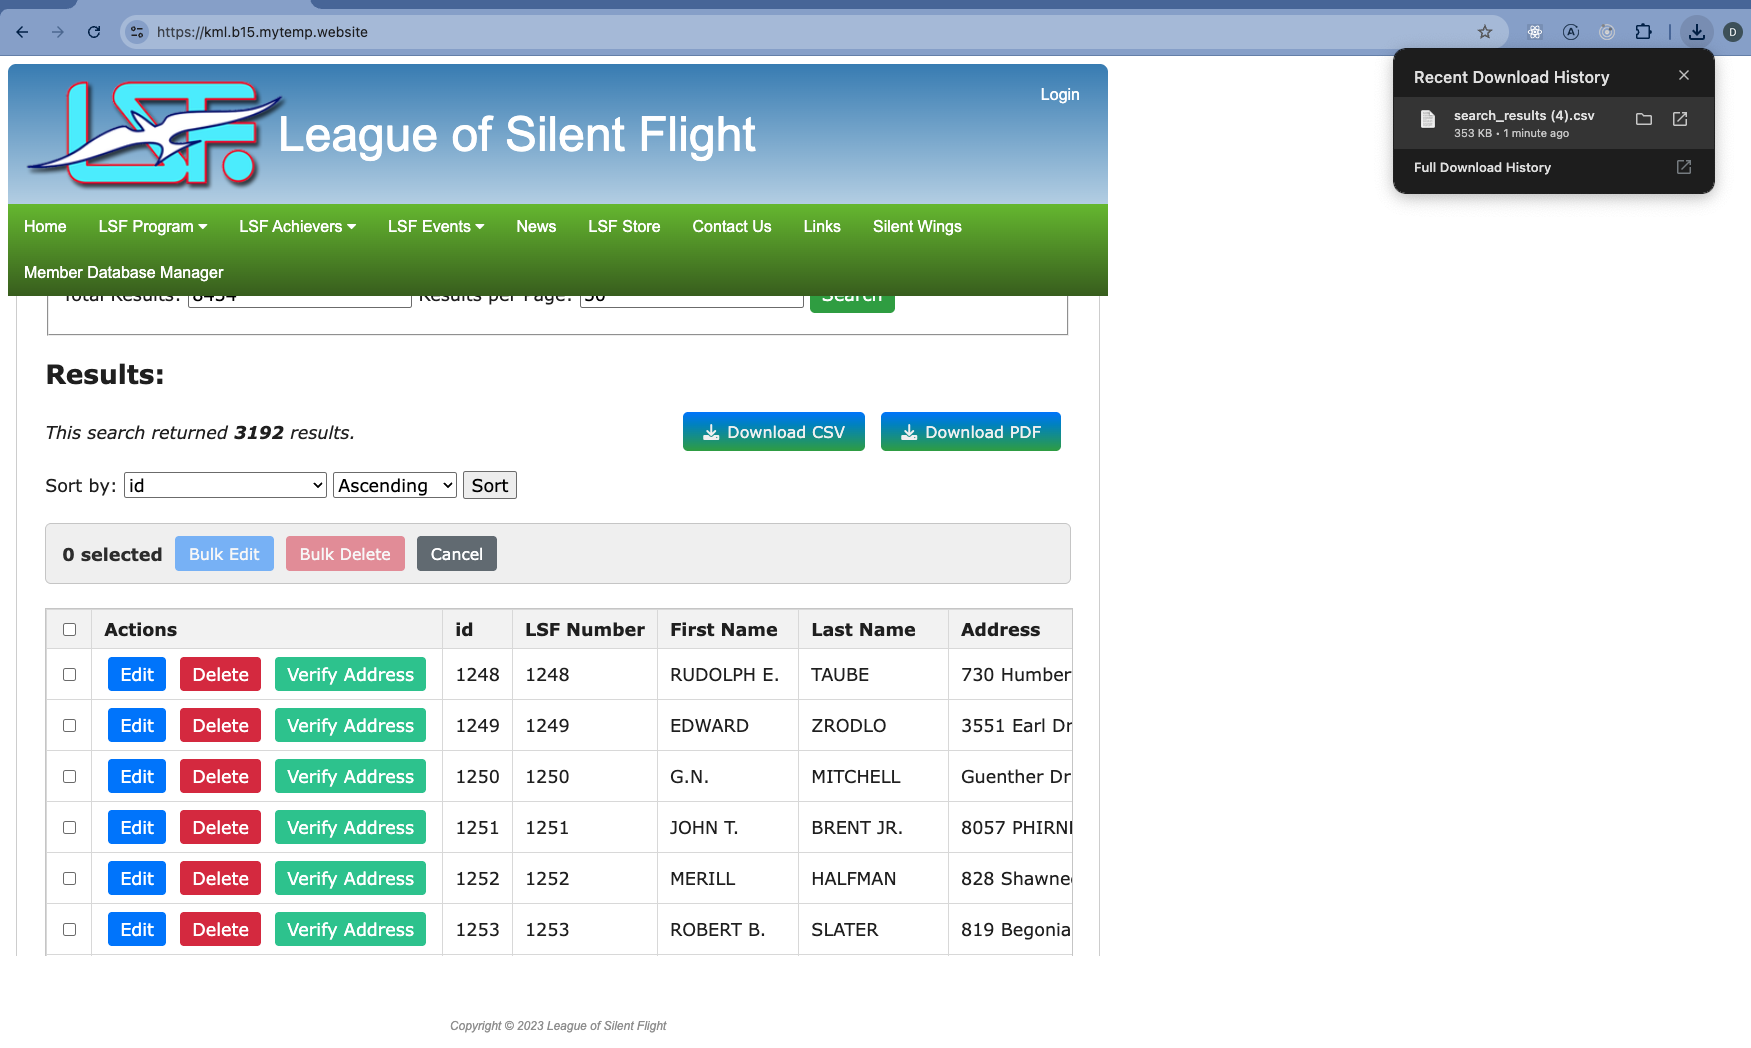 https://kml.b15.mytemp.website
D
Recent Download History
search_results (4).csv
353 KB • 1 minute ago
Full Download History
LSF.
League of Silent Flight
Login
Home LSF Program LSF Achievers LSF Events News LSF Store Contact Us Links Silent Wings
Member Database Manager
Total Results: 8434 Results per Page: 50 Search
Results:
This search returned 3192 results.
Download CSV Download PDF
Sort by: id Ascending Sort
0 selected Bulk Edit Bulk Delete Cancel
Actions id LSF Number First Name Last Name Address
Edit Delete Verify Address 1248 1248 RUDOLPH E. TAUBE 730 Humber
Edit Delete Verify Address 1249 1249 EDWARD ZRODLO 3551 Earl Dr
Edit Delete Verify Address 1250 1250 G.N. MITCHELL Guenther Dr
Edit Delete Verify Address 1251 1251 JOHN T. BRENT JR. 8057 PHIRN
Edit Delete Verify Address 1252 1252 MERILL HALFMAN 828 Shawne
Edit Delete Verify Address 1253 1253 ROBERT B. SLATER 819 Begonia
Copyright © 2023 League of Silent Flight